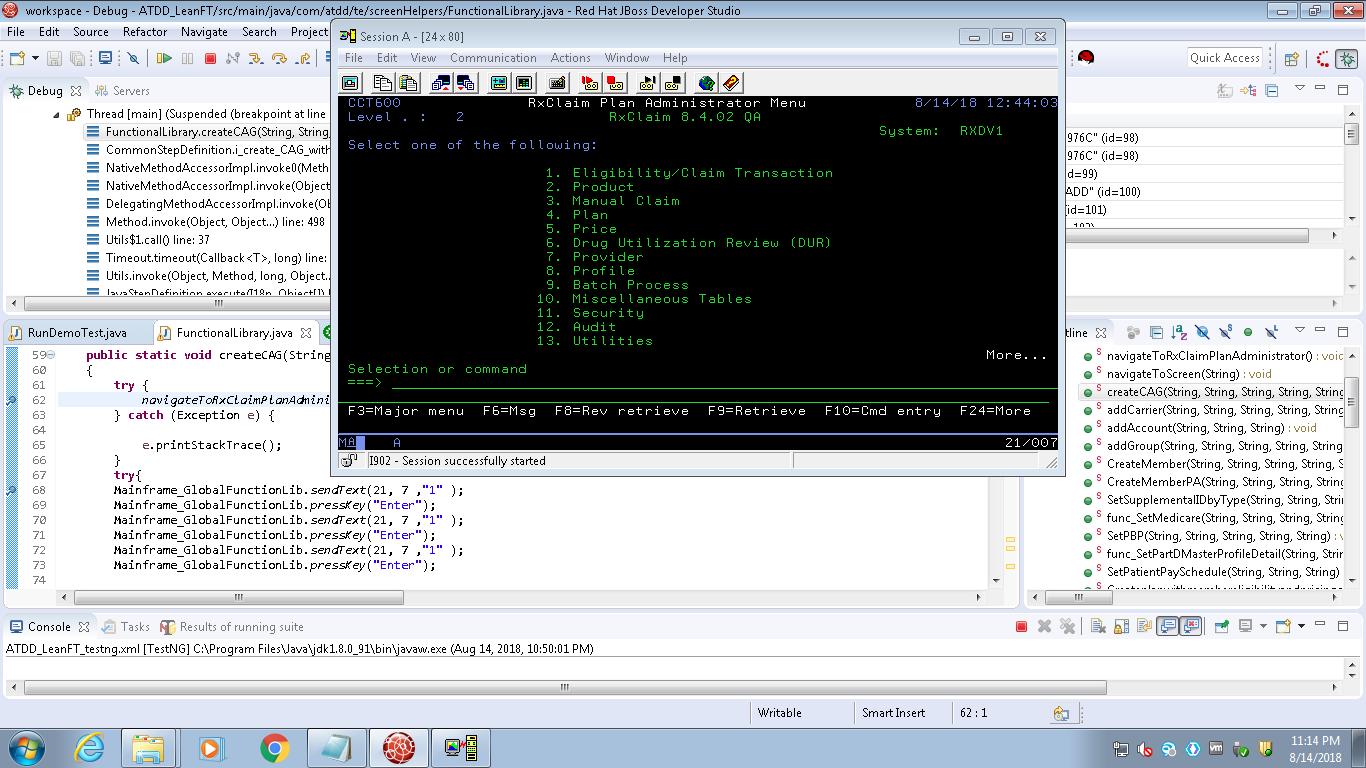 workspace - Debug - ATDD_LeanFT/src/main/java/com/atdd/te/screenHelpers/FunctionalLibrary.java - Red Hat JBoss Developer Studio
File Edit Source Refactor Navigate Search Project
Quick Access
Debug Servers
Thread [main] (Suspended (breakpoint at line
FunctionalLibrary.createCAG(String, String,
CommonStepDefinition.i_create_CAG_with
NativeMethodAccessorImpl.invoke0(Meth
NativeMethodAccessorImpl.invoke(Object
DelegatingMethodAccessorImpl.invoke(Ob
Method.invoke(Object, Object...) line: 498
Utils$1.call() line: 37
Timeout.timeout(Callback<T>, long) line:
Utils.invoke(Object, Method, long, Object...
JavaStepDefinition.execute(I18n, Object[])
976C" (id=98)
976C" (id=98)
=99)
ADD" (id=100)
(id=101)
Session A - [24 x 80]
File Edit View Communication Actions Window Help
CCT600 RxClaim Plan Administrator Menu 8/14/18 12:44:03
Level . : 2 RxClaim 8.4.02 QA
System: RXDV1
Select one of the following:
1. Eligibility/Claim Transaction
2. Product
3. Manual Claim
4. Plan
5. Price
6. Drug Utilization Review (DUR)
7. Provider
8. Profile
9. Batch Process
10. Miscellaneous Tables
11. Security
12. Audit
13. Utilities
More...
Selection or command
===>
F3=Major menu F6=Msg F8=Rev retrieve F9=Retrieve F10=Cmd entry F24=More
MA A 21/007
I902 - Session successfully started
RunDemoTest.java FunctionalLibrary.java
59 public static void createCAG(String
60 {
61 try {
62 navigateToRxClaimPlanAdmini
63 } catch (Exception e) {
64
65 e.printStackTrace();
66 }
67 try{
68 Mainframe_GlobalFunctionLib.sendText(21, 7 ,"1" );
69 Mainframe_GlobalFunctionLib.pressKey("Enter");
70 Mainframe_GlobalFunctionLib.sendText(21, 7 ,"1" );
71 Mainframe_GlobalFunctionLib.pressKey("Enter");
72 Mainframe_GlobalFunctionLib.sendText(21, 7 ,"1" );
73 Mainframe_GlobalFunctionLib.pressKey("Enter");
74
tline
navigateToRxClaimPlanAdministrator() : void
navigateToScreen(String) : void
createCAG(String, String, String, String, String
addCarrier(String, String, String, String, String
addAccount(String, String, String) : void
addGroup(String, String, String, String, String
CreateMember(String, String, String, String,
CreateMemberPA(String, String, String, String
SetSupplementalIDbyType(String, String, Strin
func_SetMedicare(String, String, String, String
SetPBP(String, String, String, String, String) : v
func_SetPartDMasterProfileDetail(String, Strin
SetPatientPaySchedule(String, String, String)
Console Tasks Results of running suite
ATDD_LeanFT_testng.xml [TestNG] C:\Program Files\Java\jdk1.8.0_91\bin\javaw.exe (Aug 14, 2018, 10:50:01 PM)
Writable Smart Insert 62 : 1
11:14 PM
8/14/2018